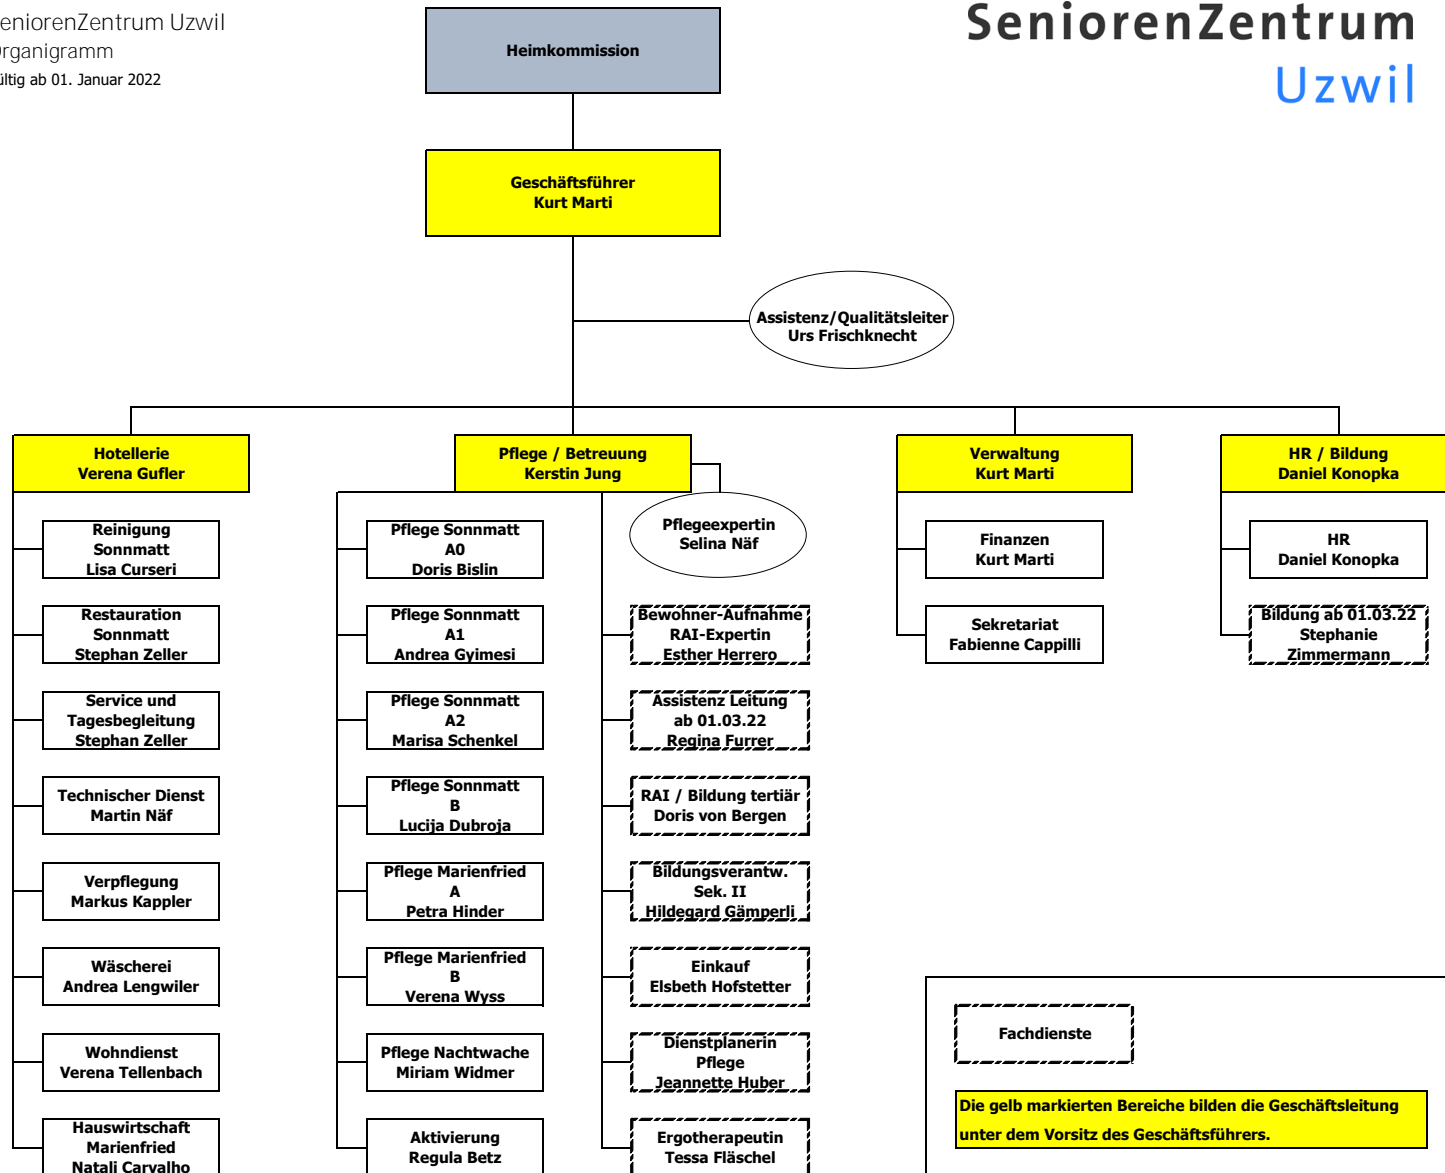 eniorenZentrum Uzwil
Organigramm
ültig ab 01. Januar 2022
SeniorenZentrum
Uzwil
Heimkommission
Geschäftsführer
Kurt Marti
Assistenz/Qualitätsleiter
Urs Frischknecht
Hotellerie
Verena Gufler
Pflege / Betreuung
Kerstin Jung
Verwaltung
Kurt Marti
HR / Bildung
Daniel Konopka
Reinigung
Sonnmatt
Lisa Curseri
Restauration
Sonnmatt
Stephan Zeller
Service und
Tagesbegleitung
Stephan Zeller
Technischer Dienst
Martin Näf
Verpflegung
Markus Kappler
Wäscherei
Andrea Lengwiler
Wohndienst
Verena Tellenbach
Hauswirtschaft
Marienfried
Natali Carvalho
Pflege Sonnmatt
A0
Doris Bislin
Pflege Sonnmatt
A1
Andrea Gyimesi
Pflege Sonnmatt
A2
Marisa Schenkel
Pflege Sonnmatt
B
Lucija Dubroja
Pflege Marienfried
A
Petra Hinder
Pflege Marienfried
B
Verena Wyss
Pflege Nachtwache
Miriam Widmer
Aktivierung
Regula Betz
Pflegeexpertin
Selina Näf
Bewohner-Aufnahme
RAI-Expertin
Esther Herrero
Assistenz Leitung
ab 01.03.22
Regina Furrer
RAI / Bildung tertiär
Doris von Bergen
Bildungsverantw.
Sek. II
Hildegard Gämperli
Einkauf
Elsbeth Hofstetter
Dienstplanerin
Pflege
Jeannette Huber
Ergotherapeutin
Tessa Fläschel
Finanzen
Kurt Marti
Sekretariat
Fabienne Cappilli
HR
Daniel Konopka
Bildung ab 01.03.22
Stephanie
Zimmermann
Fachdienste
Die gelb markierten Bereiche bilden die Geschäftsleitung
unter dem Vorsitz des Geschäftsführers.